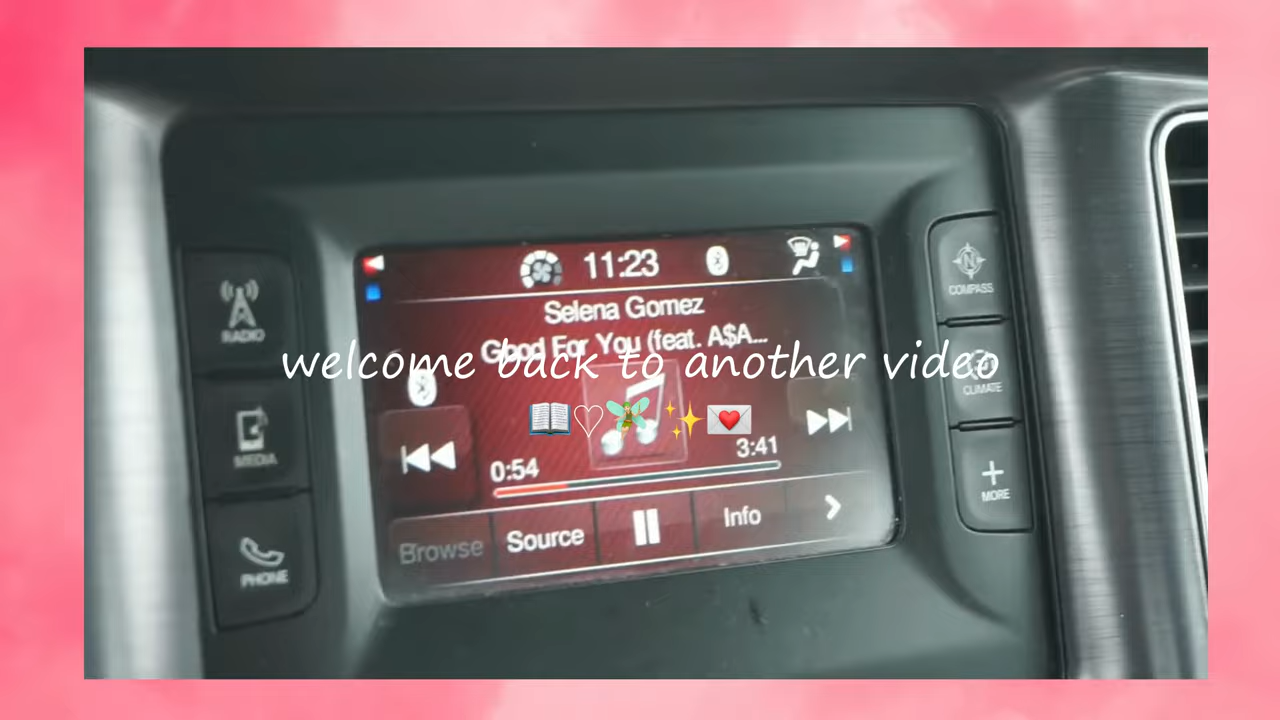 11:23
Selena Gomez
Good For You (feat. A$A...
welcome back to another video
📖♡🧚✨💌
0:54
3:41
Browse
Source
Info
RADIO
MEDIA
PHONE
COMPASS
CLIMATE
+
MORE